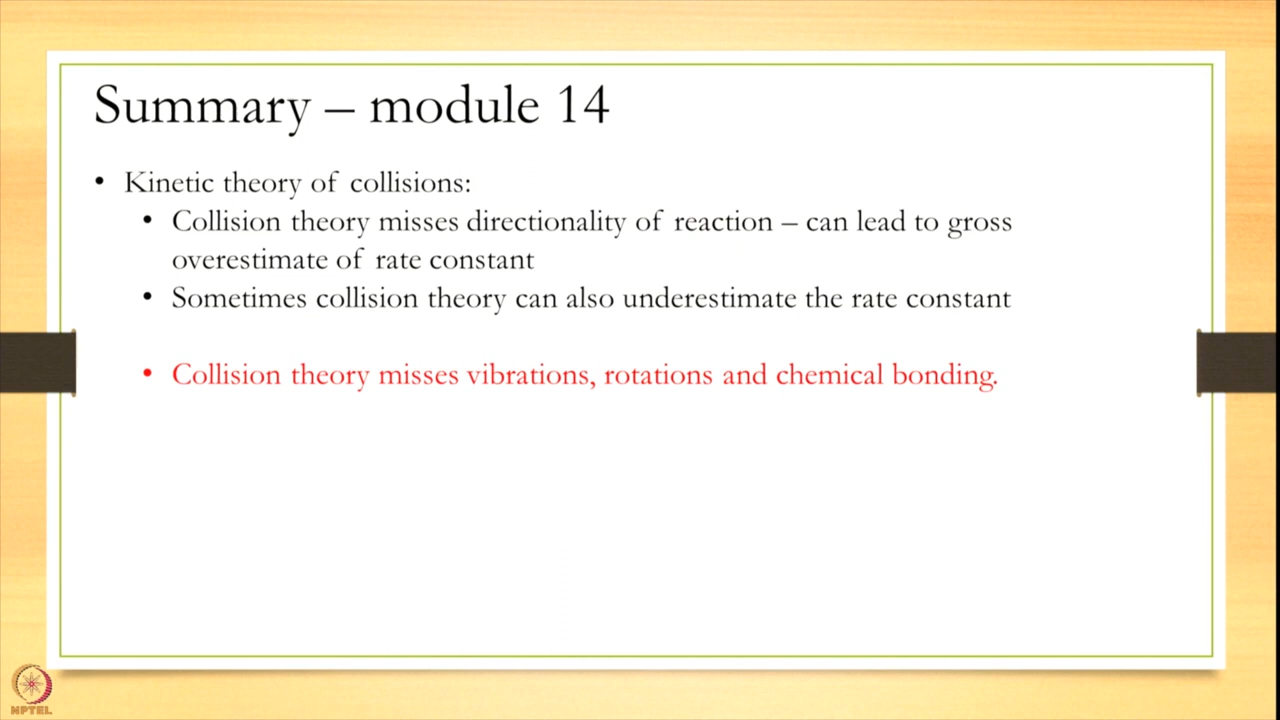 Summary – module 14
• Kinetic theory of collisions:
• Collision theory misses directionality of reaction – can lead to gross
overestimate of rate constant
• Sometimes collision theory can also underestimate the rate constant
• Collision theory misses vibrations, rotations and chemical bonding.
NPTEL